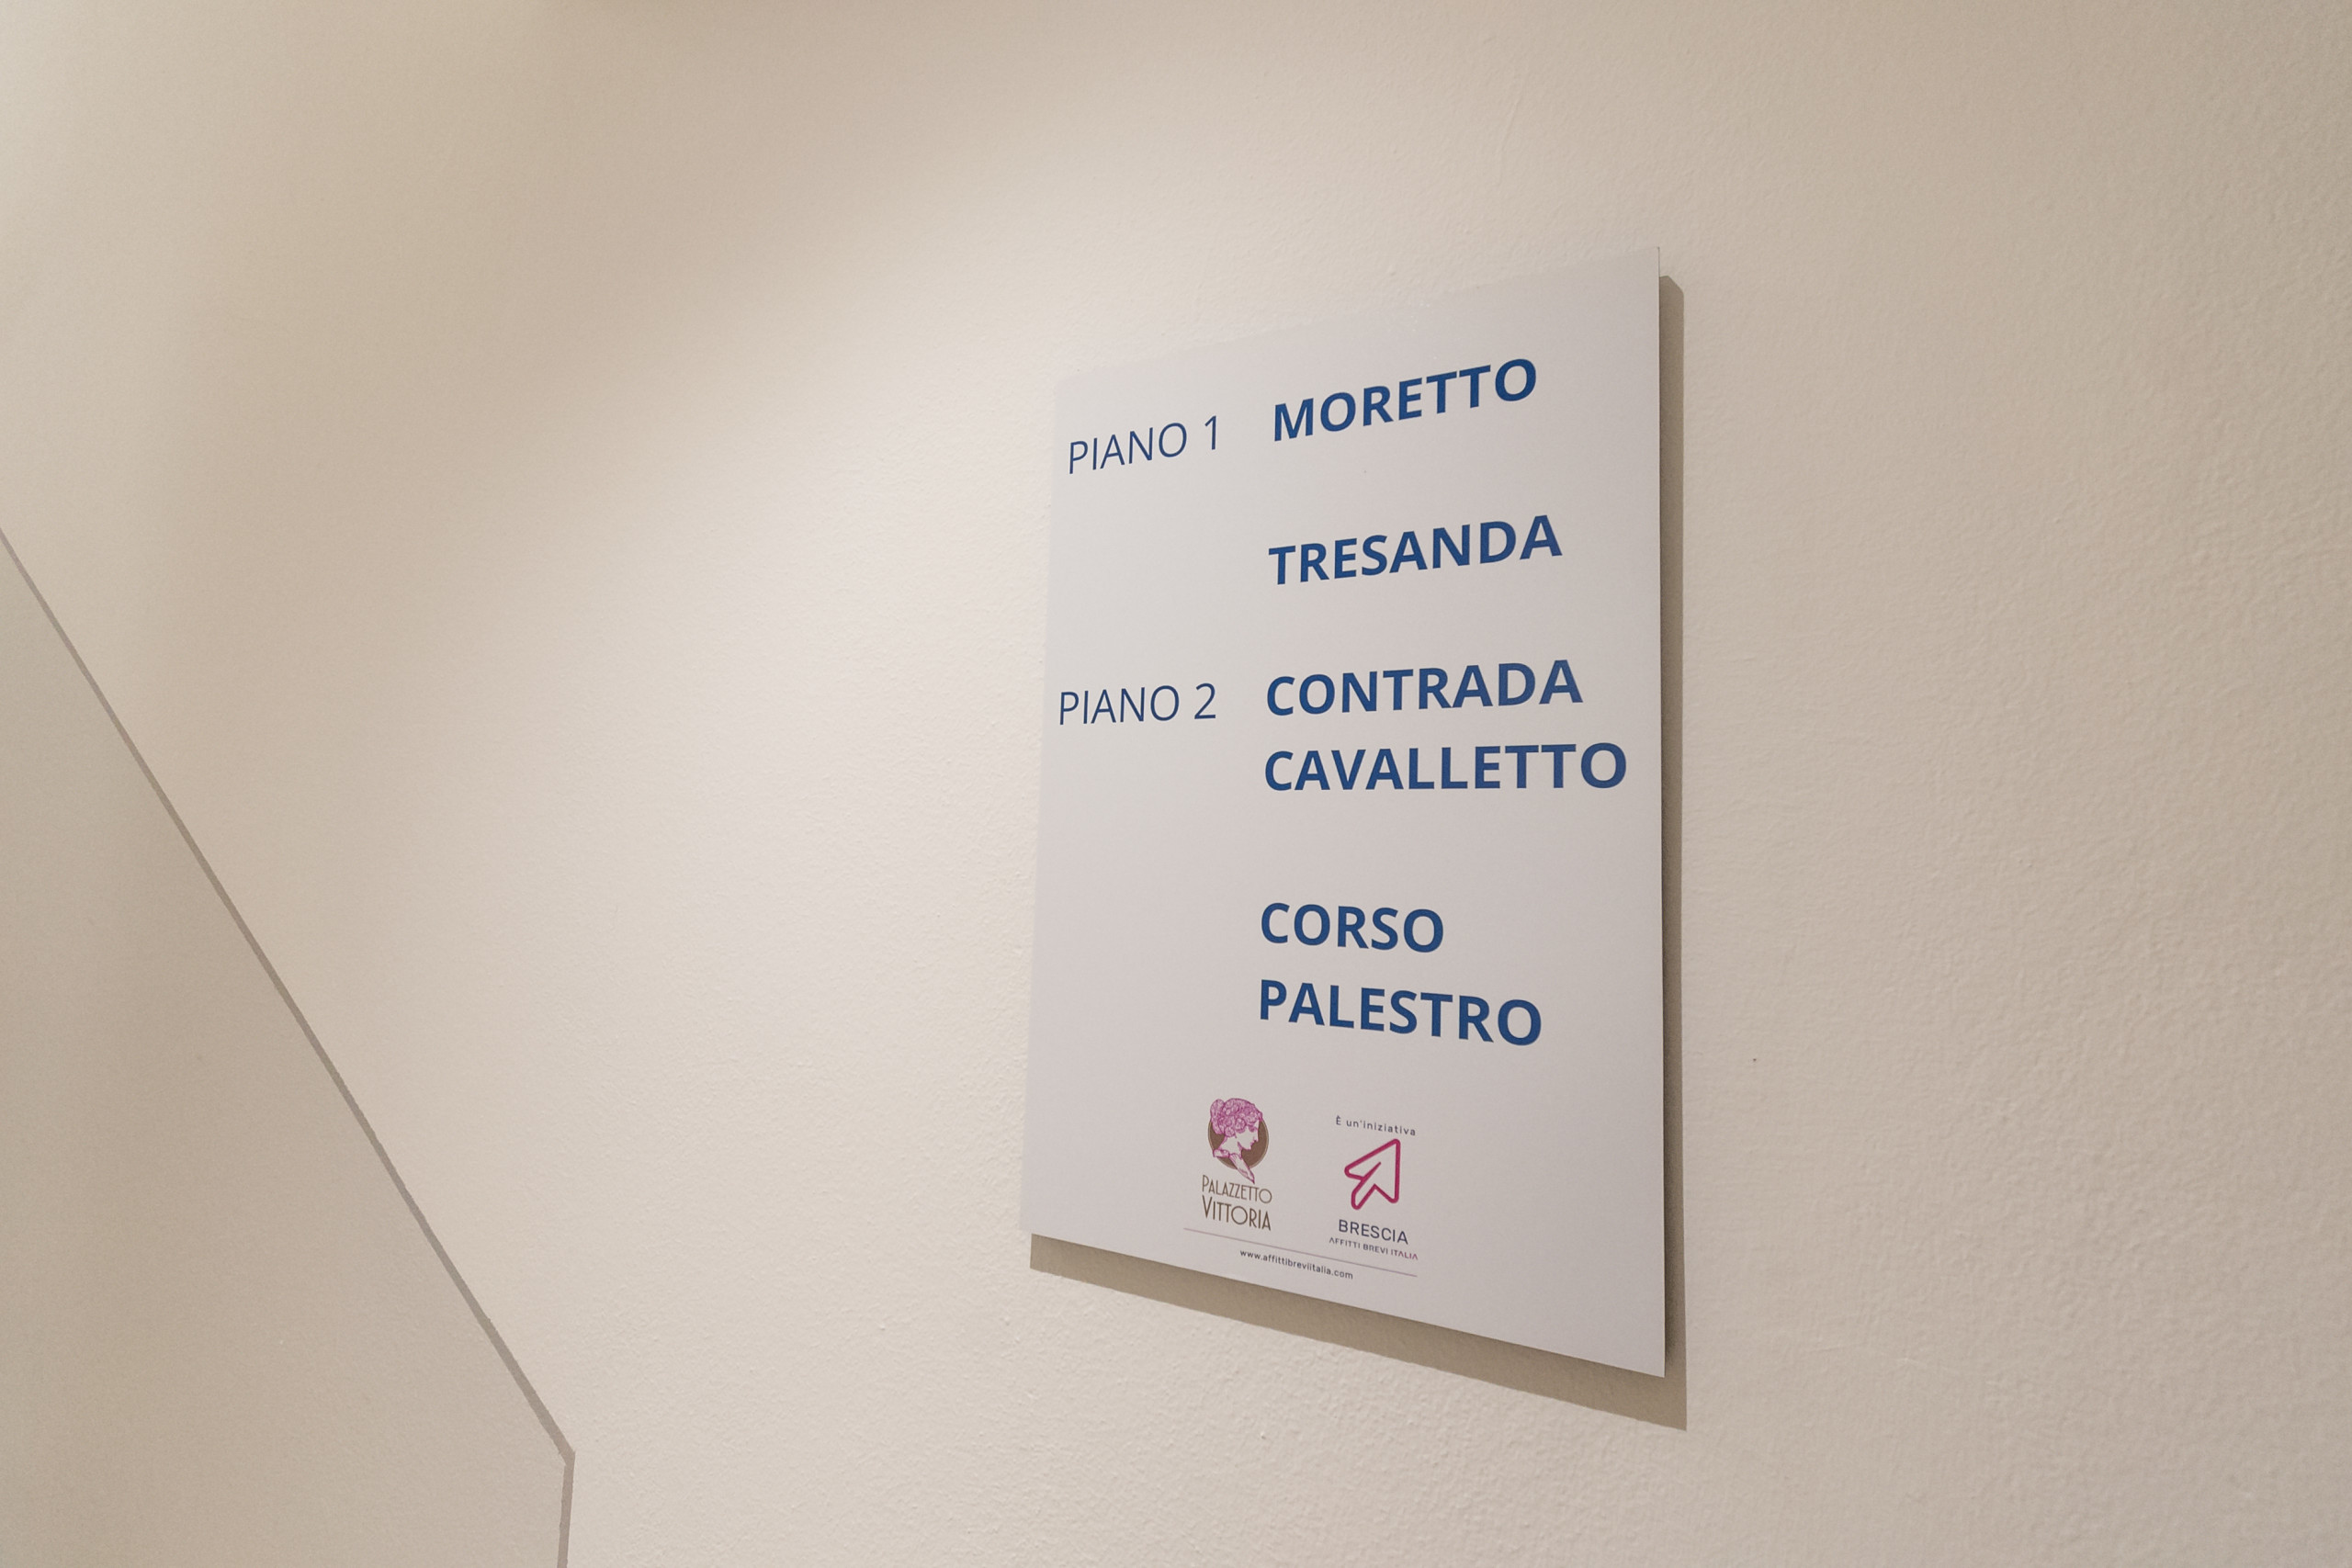 PIANO 1 MORETTO
TRESANDA
PIANO 2 CONTRADA
CAVALLETTO
CORSO
PALESTRO
PALAZZETTO
VITTORIA
È un'iniziativa
BRESCIA
AFFITTI BREVI ITALIA
www.affittibreviitalia.com